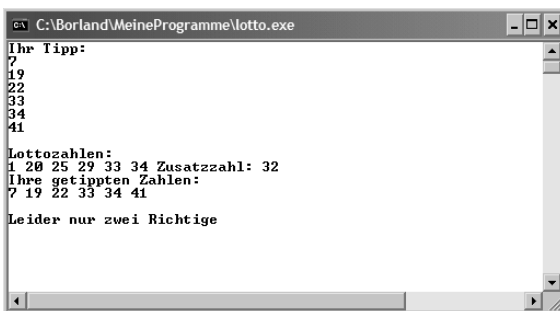 C:\Borland\MeineProgramme\lotto.exe
Ihr Tipp:
7
19
22
33
34
41
Lottozahlen:
1 20 25 29 33 34 Zusatzzahl: 32
Ihre getippten Zahlen:
7 19 22 33 34 41
Leider nur zwei Richtige